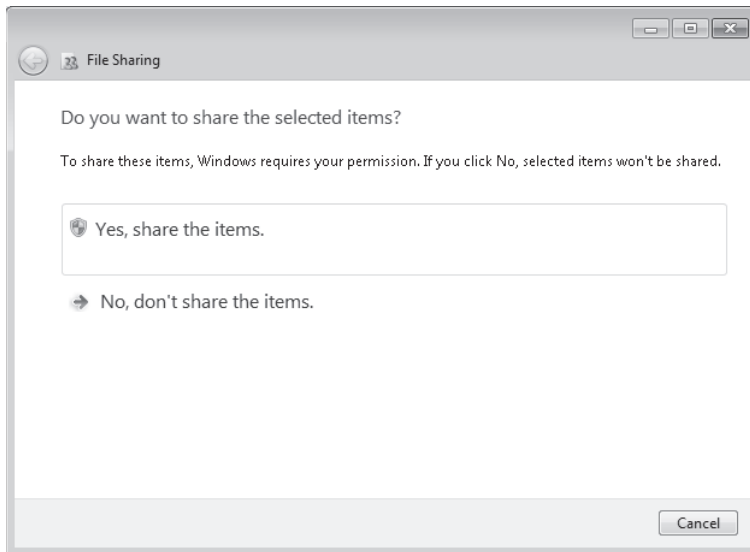 File Sharing
Do you want to share the selected items?
To share these items, Windows requires your permission. If you click No, selected items won't be shared.
Yes, share the items.
No, don't share the items.
Cancel